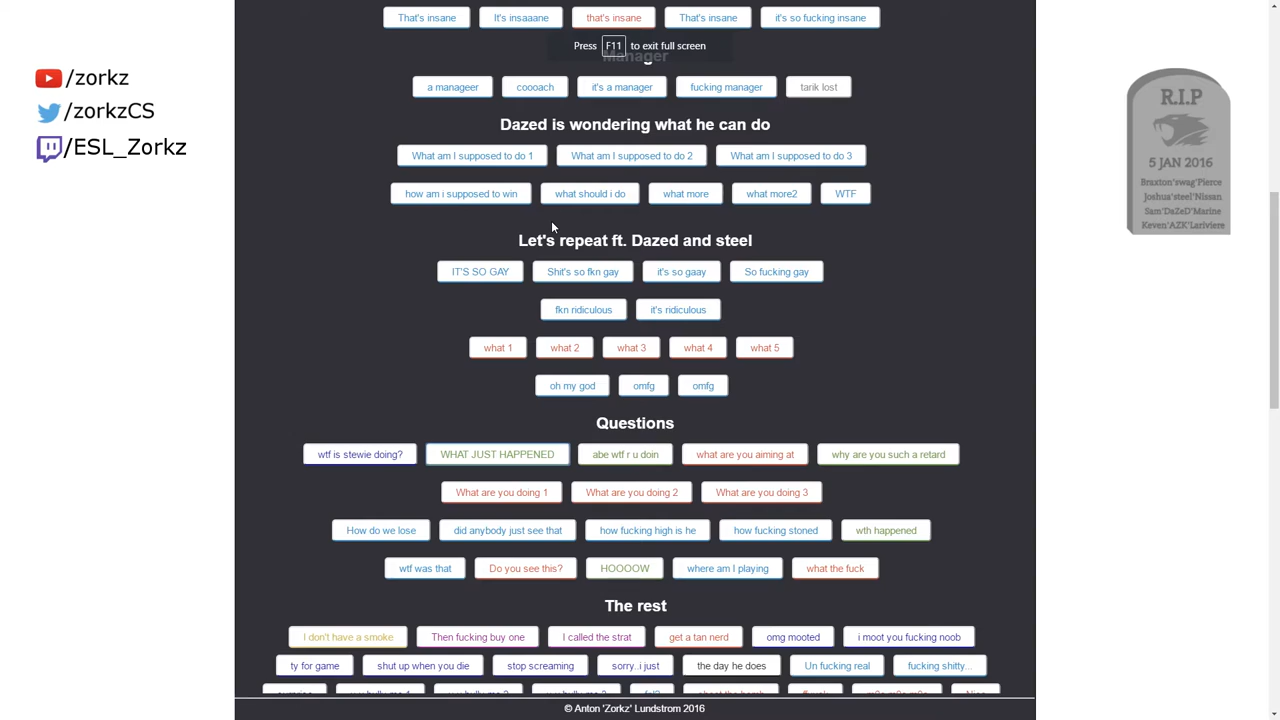 That's insane It's insaaane that's insane That's insane it's so fucking insane
Press F11 to exit full screen
Manager
a manageer coooach it's a manager fucking manager tarik lost
Dazed is wondering what he can do
What am I supposed to do 1 What am I supposed to do 2 What am I supposed to do 3
how am i supposed to win what should i do what more what more2 WTF
Let's repeat ft. Dazed and steel
IT'S SO GAY Shit's so fkn gay it's so gaay So fucking gay
fkn ridiculous it's ridiculous
what 1 what 2 what 3 what 4 what 5
oh my god omfg omfg
Questions
wtf is stewie doing? WHAT JUST HAPPENED abe wtf r u doin what are you aiming at why are you such a retard
What are you doing 1 What are you doing 2 What are you doing 3
How do we lose did anybody just see that how fucking high is he how fucking stoned wth happened
wtf was that Do you see this? HOOOOW where am I playing what the fuck
The rest
I don't have a smoke Then fucking buy one I called the strat get a tan nerd omg mooted i moot you fucking noob
ty for game shut up when you die stop screaming sorry..i just the day he does Un fucking real fucking shitty...
© Anton 'Zorkz' Lundstrom 2016
/zorkz
/zorkzCS
/ESL_Zorkz
R.I.P
5 JAN 2016
Braxton'swag'Pierce
Joshua'steel'Nissan
Sam'DaZeD'Marine
Keven'AZK'Lariviere